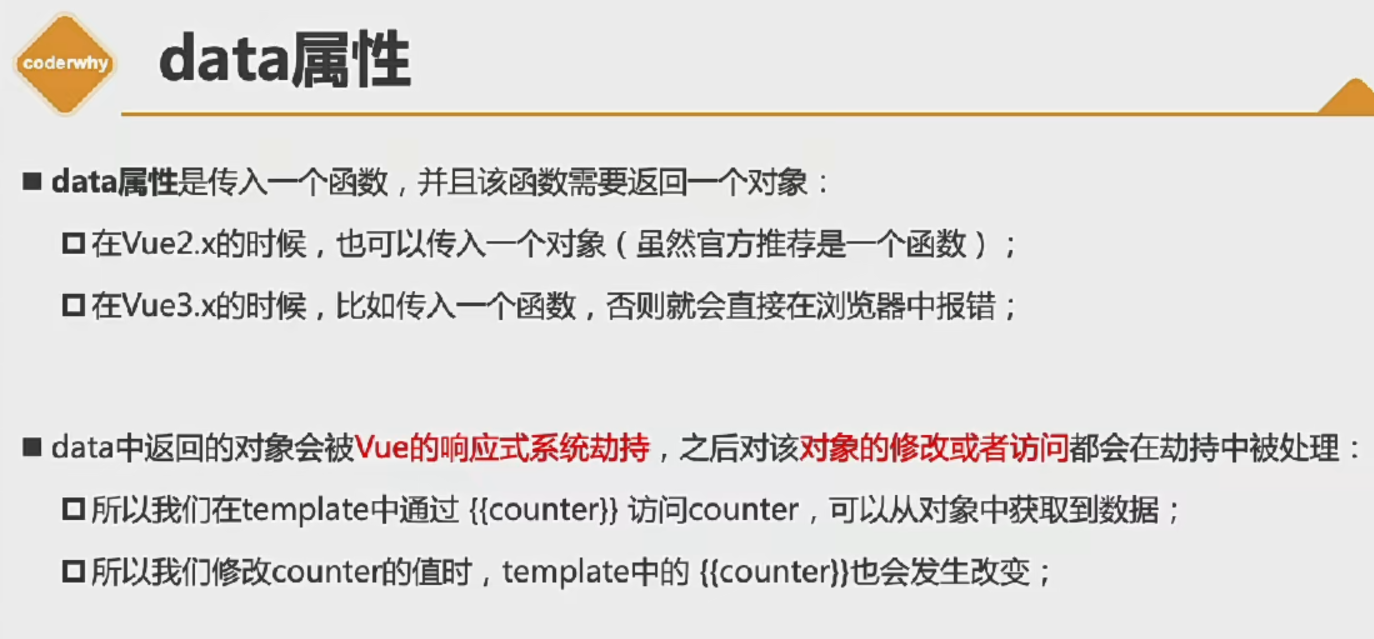 coderwhy
data属性
data属性是传入一个函数，并且该函数需要返回一个对象：
在Vue2.x的时候，也可以传入一个对象（虽然官方推荐是一个函数）；
在Vue3.x的时候，比如传入一个函数，否则就会直接在浏览器中报错；
data中返回的对象会被Vue的响应式系统劫持，之后对该对象的修改或者访问都会在劫持中被处理：
所以我们在template中通过 {{counter}} 访问counter，可以从对象中获取到数据；
所以我们修改counter的值时，template中的 {{counter}}也会发生改变；